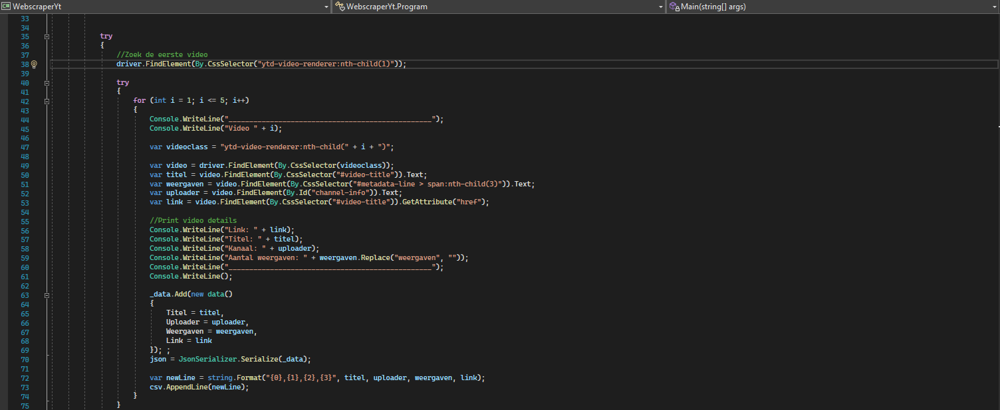 C# WebscraperYt WebscraperYt.Program Main(string[] args)
33
34
35 try
36 {
37 //Zoek de eerste video
38 driver.FindElement(By.CssSelector("ytd-video-renderer:nth-child(1)"));
39
40 try
41 {
42 for (int i = 1; i <= 5; i++)
43 {
44 Console.WriteLine("_________________________________________________");
45 Console.WriteLine("Video " + i);
46
47 var videoclass = "ytd-video-renderer:nth-child(" + i + ")";
48
49 var video = driver.FindElement(By.CssSelector(videoclass));
50 var titel = video.FindElement(By.CssSelector("#video-title")).Text;
51 var weergaven = video.FindElement(By.CssSelector("#metadata-line > span:nth-child(3)")).Text;
52 var uploader = video.FindElement(By.Id("channel-info")).Text;
53 var link = video.FindElement(By.CssSelector("#video-title")).GetAttribute("href");
54
55 //Print video details
56 Console.WriteLine("Link: " + link);
57 Console.WriteLine("Titel: " + titel);
58 Console.WriteLine("Kanaal: " + uploader);
59 Console.WriteLine("Aantal weergaven: " + weergaven.Replace("weergaven", ""));
60 Console.WriteLine("_________________________________________________");
61 Console.WriteLine();
62
63 _data.Add(new data()
64 {
65 Titel = titel,
66 Uploader = uploader,
67 Weergaven = weergaven,
68 Link = link
69 }); ;
70 json = JsonSerializer.Serialize(_data);
71
72 var newLine = string.Format("{0},{1},{2},{3}", titel, uploader, weergaven, link);
73 csv.AppendLine(newLine);
74 }
75 }